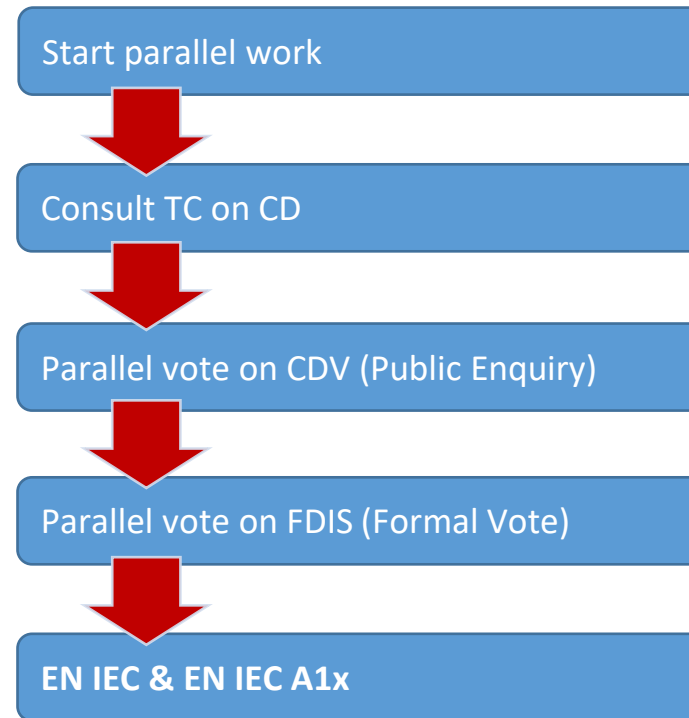 Start parallel work
Consult TC on CD
Parallel vote on CDV (Public Enquiry)
Parallel vote on FDIS (Formal Vote)
EN IEC & EN IEC A1x